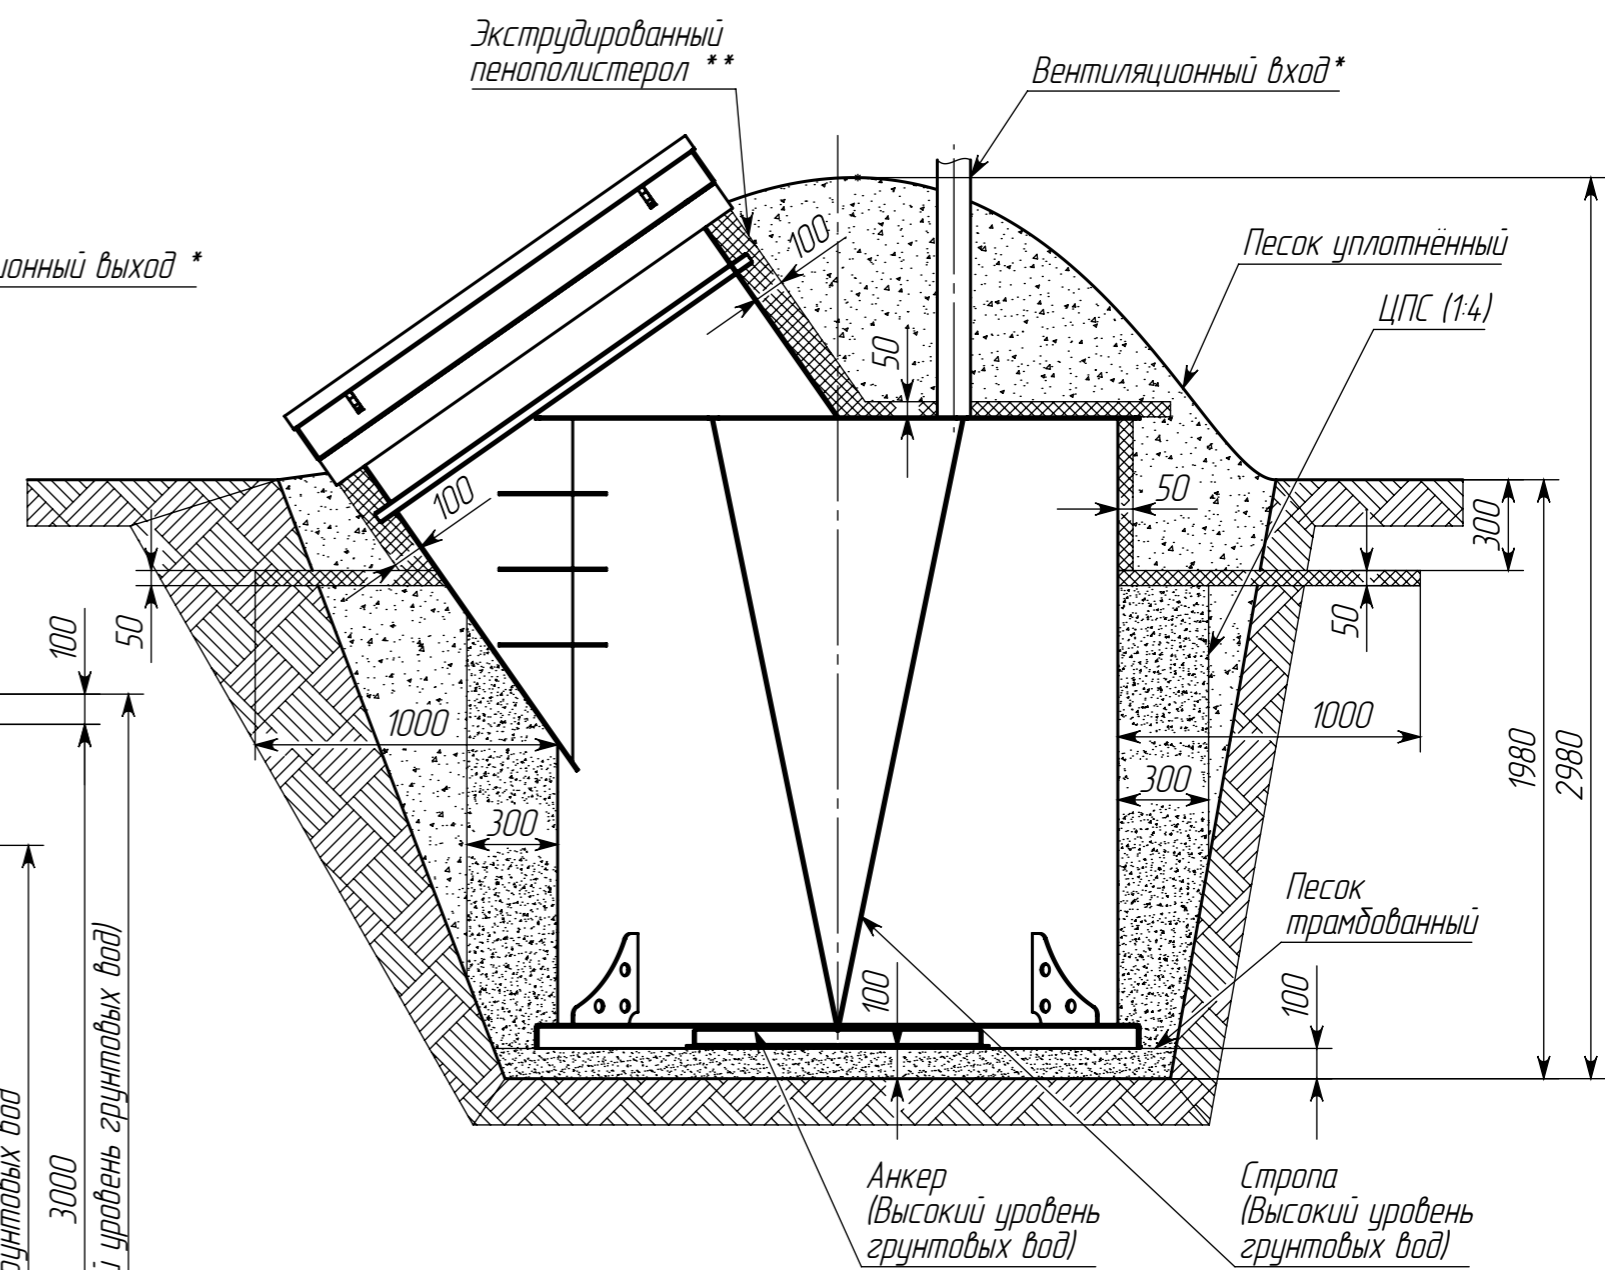 Экструдированный
пенополистерол **
Вентиляционный вход*
выход *
Песок уплотнённый
ЦПС (1:4)
100
50
100
50
300
50
50
100
1000
1000
300
300
1980
2980
Песок
трамбованный
100
100
3000
уровень грунтовых вод)
вод
Анкер
(Высокий уровень
грунтовых вод)
Стропа
(Высокий уровень
грунтовых вод)